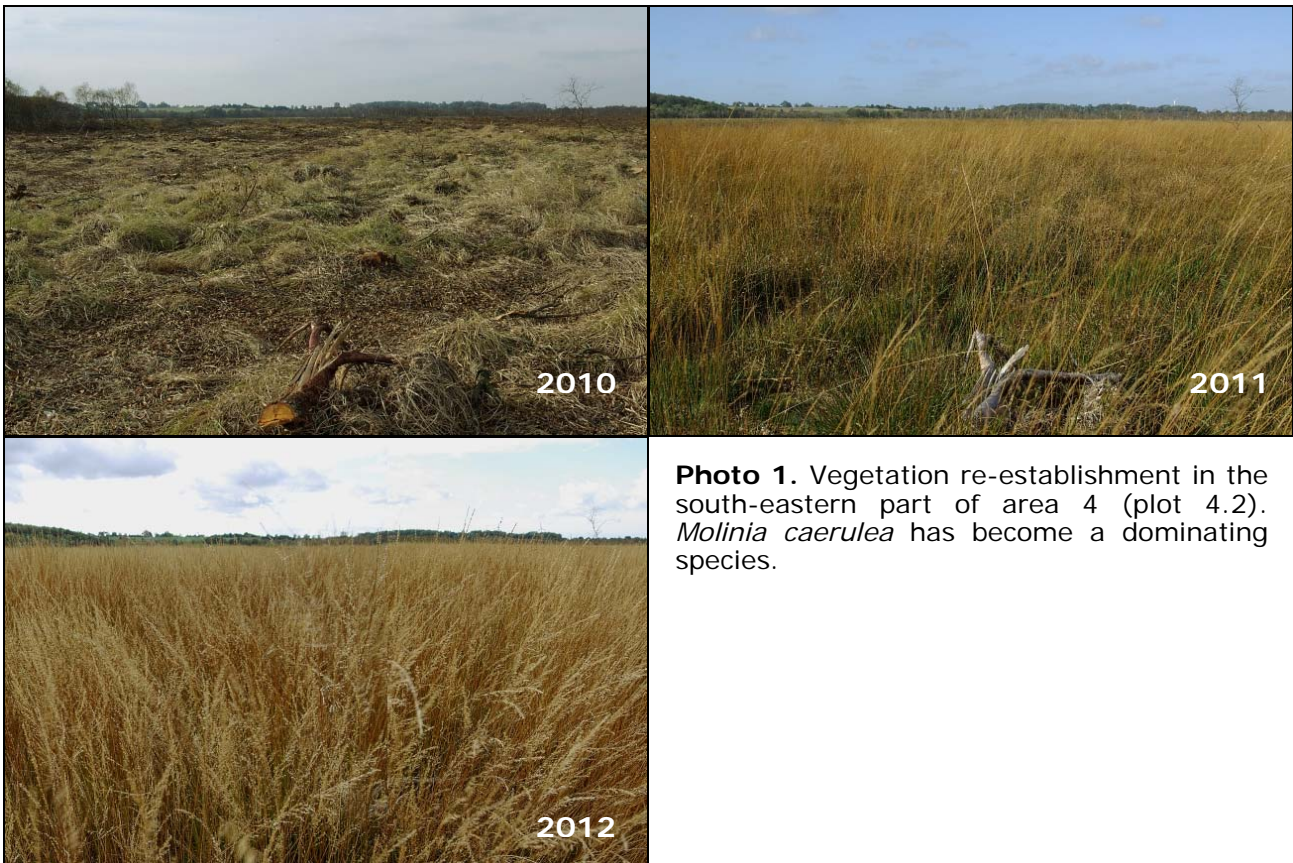 2010
2011
2012
Photo 1. Vegetation re-establishment in the
south-eastern part of area 4 (plot 4.2).
Molinia caerulea has become a dominating
species.